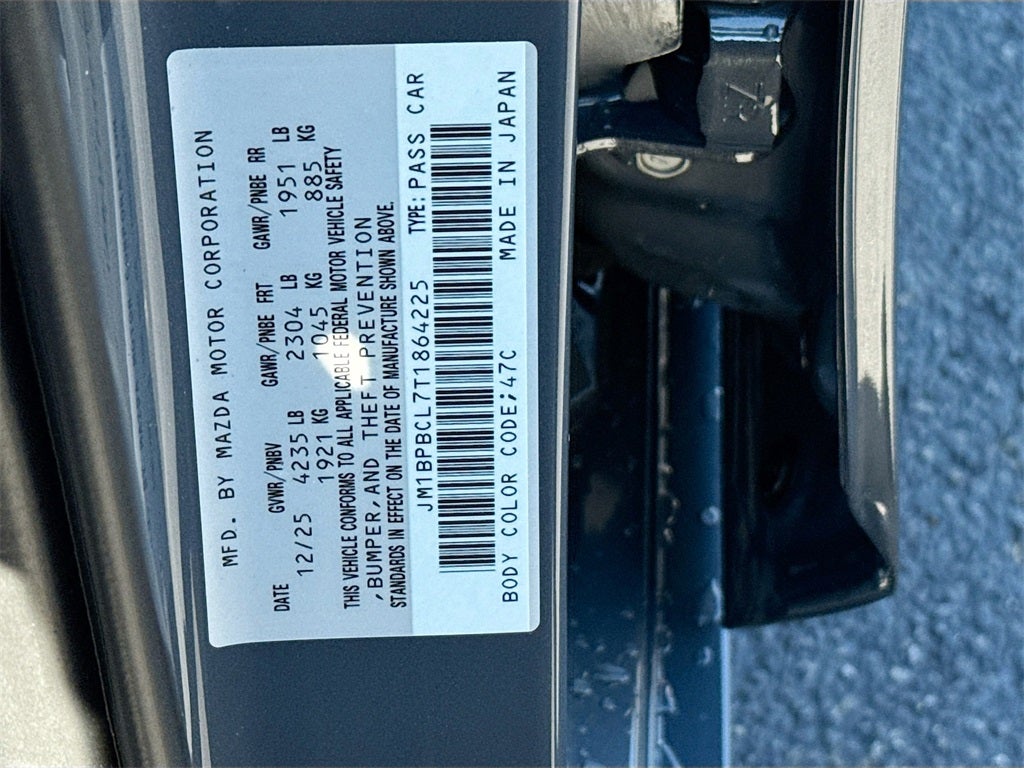 MFD. BY MAZDA MOTOR CORPORATION
DATE GVWR/PNBV GAWR/PNBE FRT GAWR/PNBE RR
12/25 4235 LB 2304 LB 1951 LB
1921 KG 1045 KG 885 KG
THIS VEHICLE CONFORMS TO ALL APPLICABLE FEDERAL MOTOR VEHICLE SAFETY
,BUMPER,AND THEFT PREVENTION
STANDARDS IN EFFECT ON THE DATE OF MANUFACTURE SHOWN ABOVE.
JM1BPBCL7T1864225 TYPE:PASS CAR
BODY COLOR CODE;47C MADE IN JAPAN